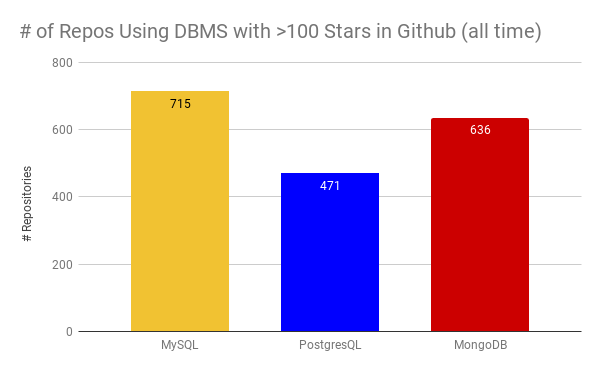 # of Repos Using DBMS with >100 Stars in Github (all time)
# Repositories
800
600
400
200
0
715
471
636
MySQL
PostgresQL
MongoDB